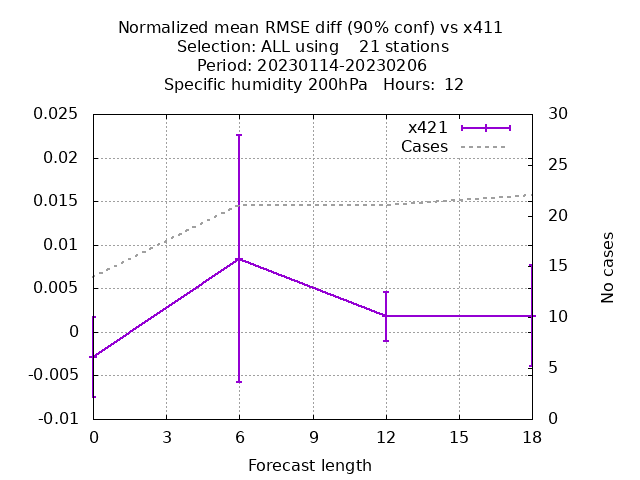 Normalized mean RMSE diff (90% conf) vs x411
Selection: ALL using    21 stations
Period: 20230114-20230206
Specific humidity 200hPa   Hours:  12
0.025
0.02
0.015
0.01
0.005
0
-0.005
-0.01
30
25
20
15
10
5
0
x421
Cases
No cases
0 3 6 9 12 15 18
Forecast length